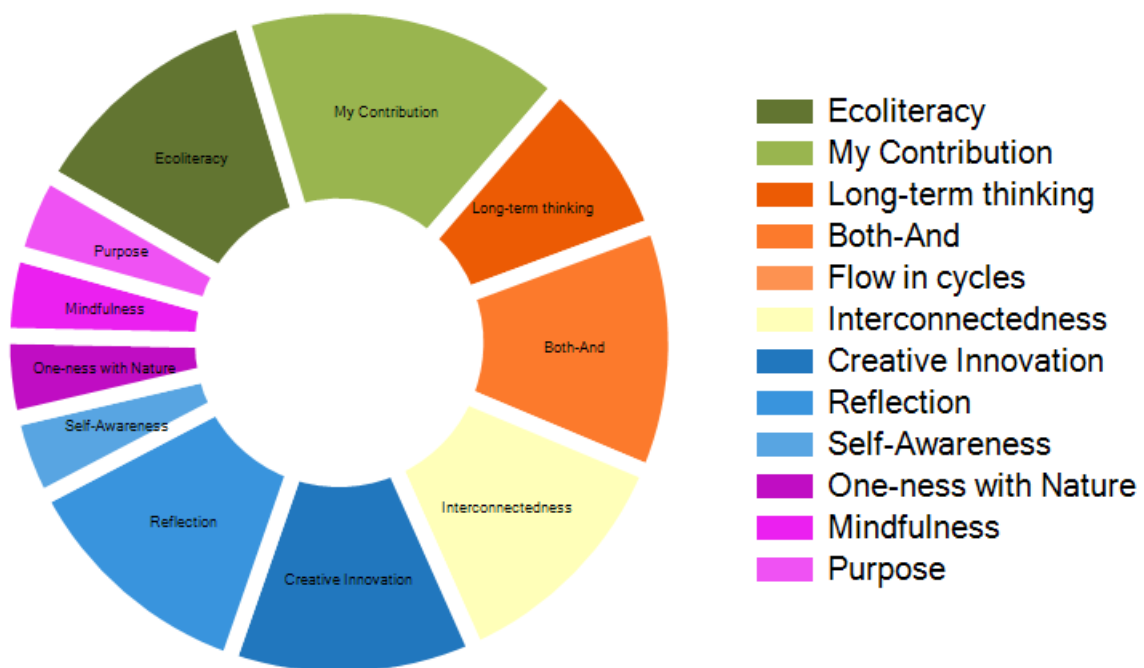 My Contribution
Ecoliteracy
Long-term thinking
Purpose
Mindfulness
Both-And
One-ness with Nature
Self-Awareness
Interconnectedness
Reflection
Creative Innovation
Ecoliteracy
My Contribution
Long-term thinking
Both-And
Flow in cycles
Interconnectedness
Creative Innovation
Reflection
Self-Awareness
One-ness with Nature
Mindfulness
Purpose